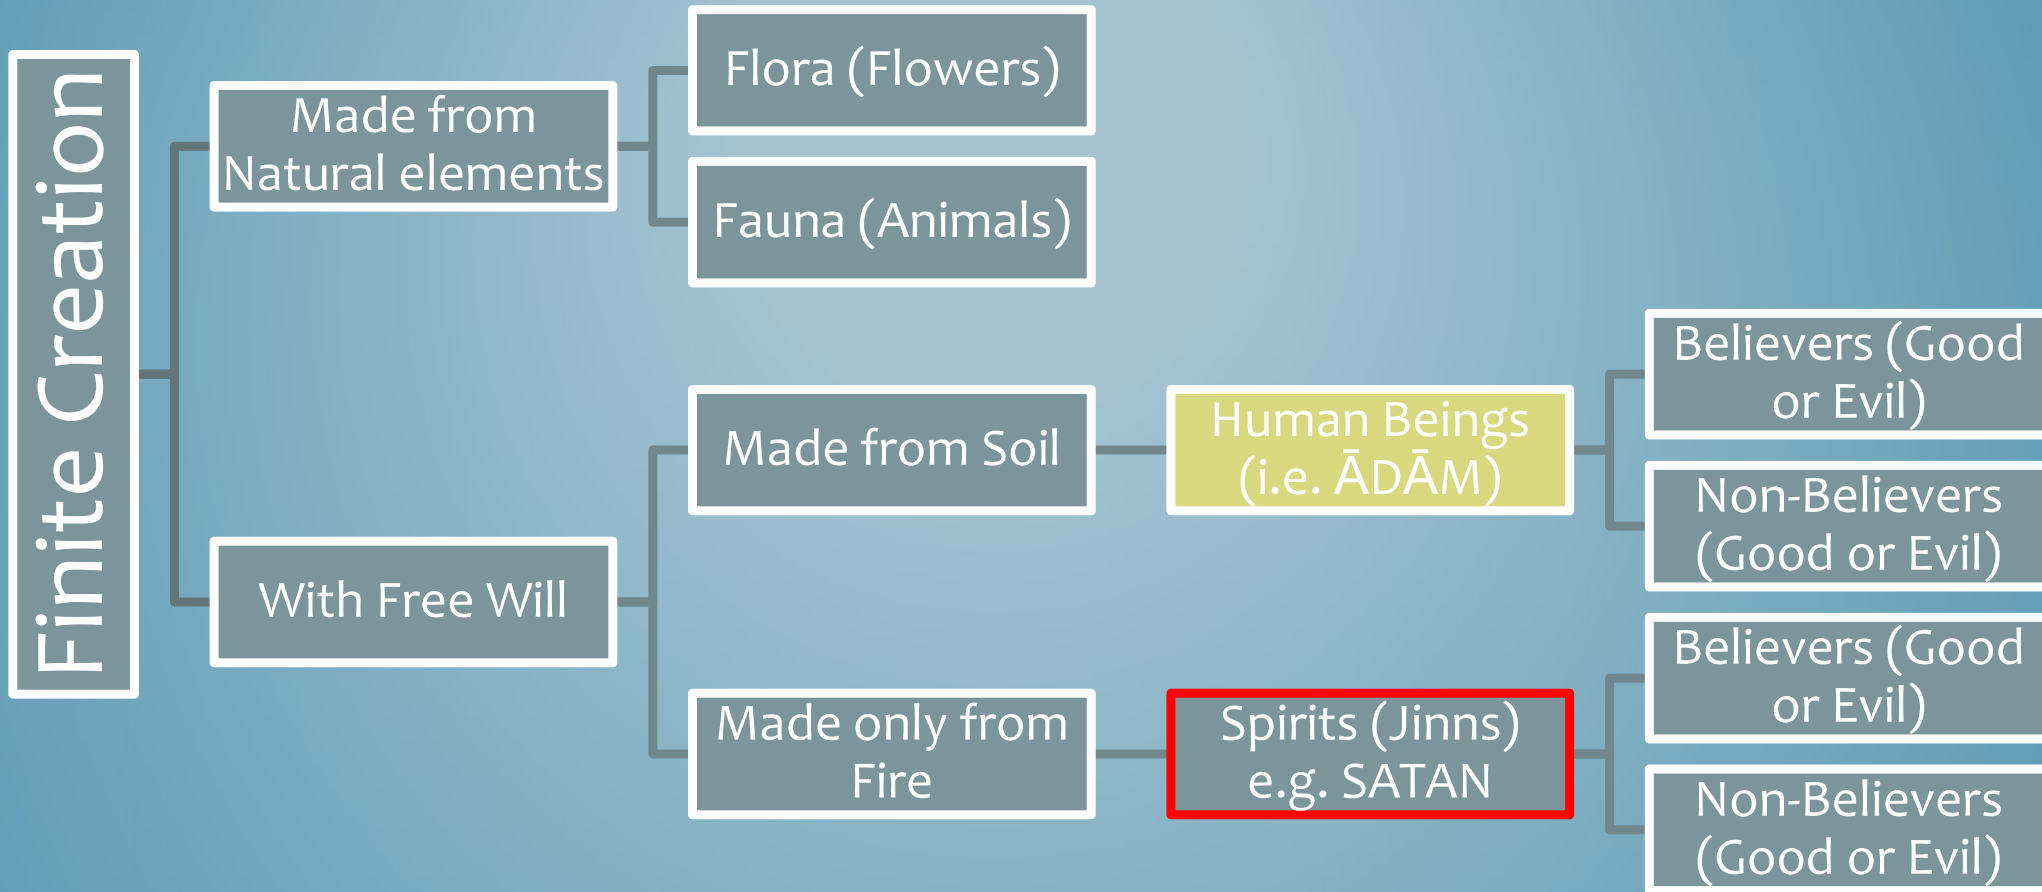 Finite Creation
Made from
Natural elements
Flora (Flowers)
Fauna (Animals)
With Free Will
Made from Soil
Human Beings
(i.e. ĀDĀM)
Believers (Good
or Evil)
Non-Believers
(Good or Evil)
Made only from
Fire
Spirits (Jinns)
e.g. SATAN
Believers (Good
or Evil)
Non-Believers
(Good or Evil)